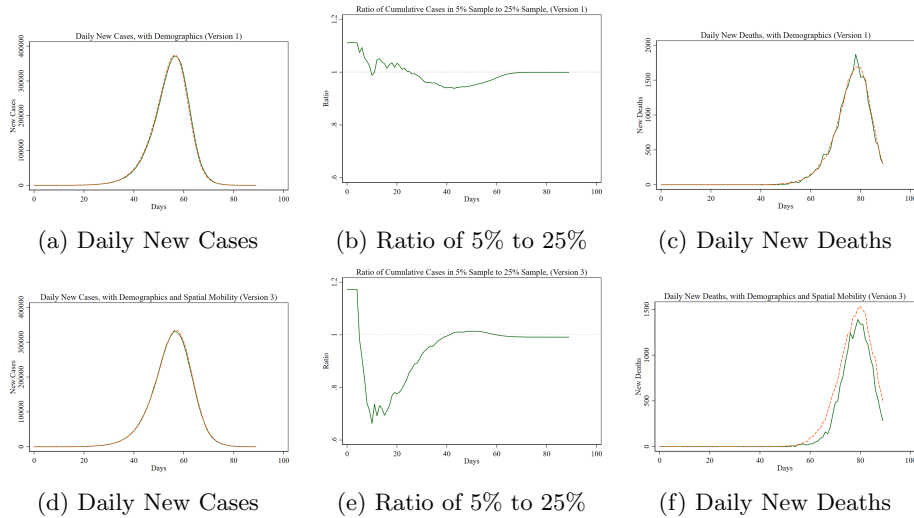 Daily New Cases, with Demographics (Version 1)
New Cases
0 100000 200000 300000 400000
0 20 40 60 80 100
Days
(a) Daily New Cases
Ratio of Cumulative Cases in 5% Sample to 25% Sample, (Version 1)
Ratio
.6 .8 1 1.2
0 20 40 60 80 100
Days
(b) Ratio of 5% to 25%
Daily New Deaths, with Demographics (Version 1)
New Deaths
0 500 1000 1500 2000
0 20 40 60 80 100
Days
(c) Daily New Deaths
Daily New Cases, with Demographics and Spatial Mobility (Version 3)
New Cases
0 100000 200000 300000 400000
0 20 40 60 80 100
Days
(d) Daily New Cases
Ratio of Cumulative Cases in 5% Sample to 25% Sample, (Version 3)
Ratio
.6 .8 1 1.2
0 20 40 60 80 100
Days
(e) Ratio of 5% to 25%
Daily New Deaths, with Demographics and Spatial Mobility (Version 3)
New Deaths
0 500 1000 1500
0 20 40 60 80 100
Days
(f) Daily New Deaths